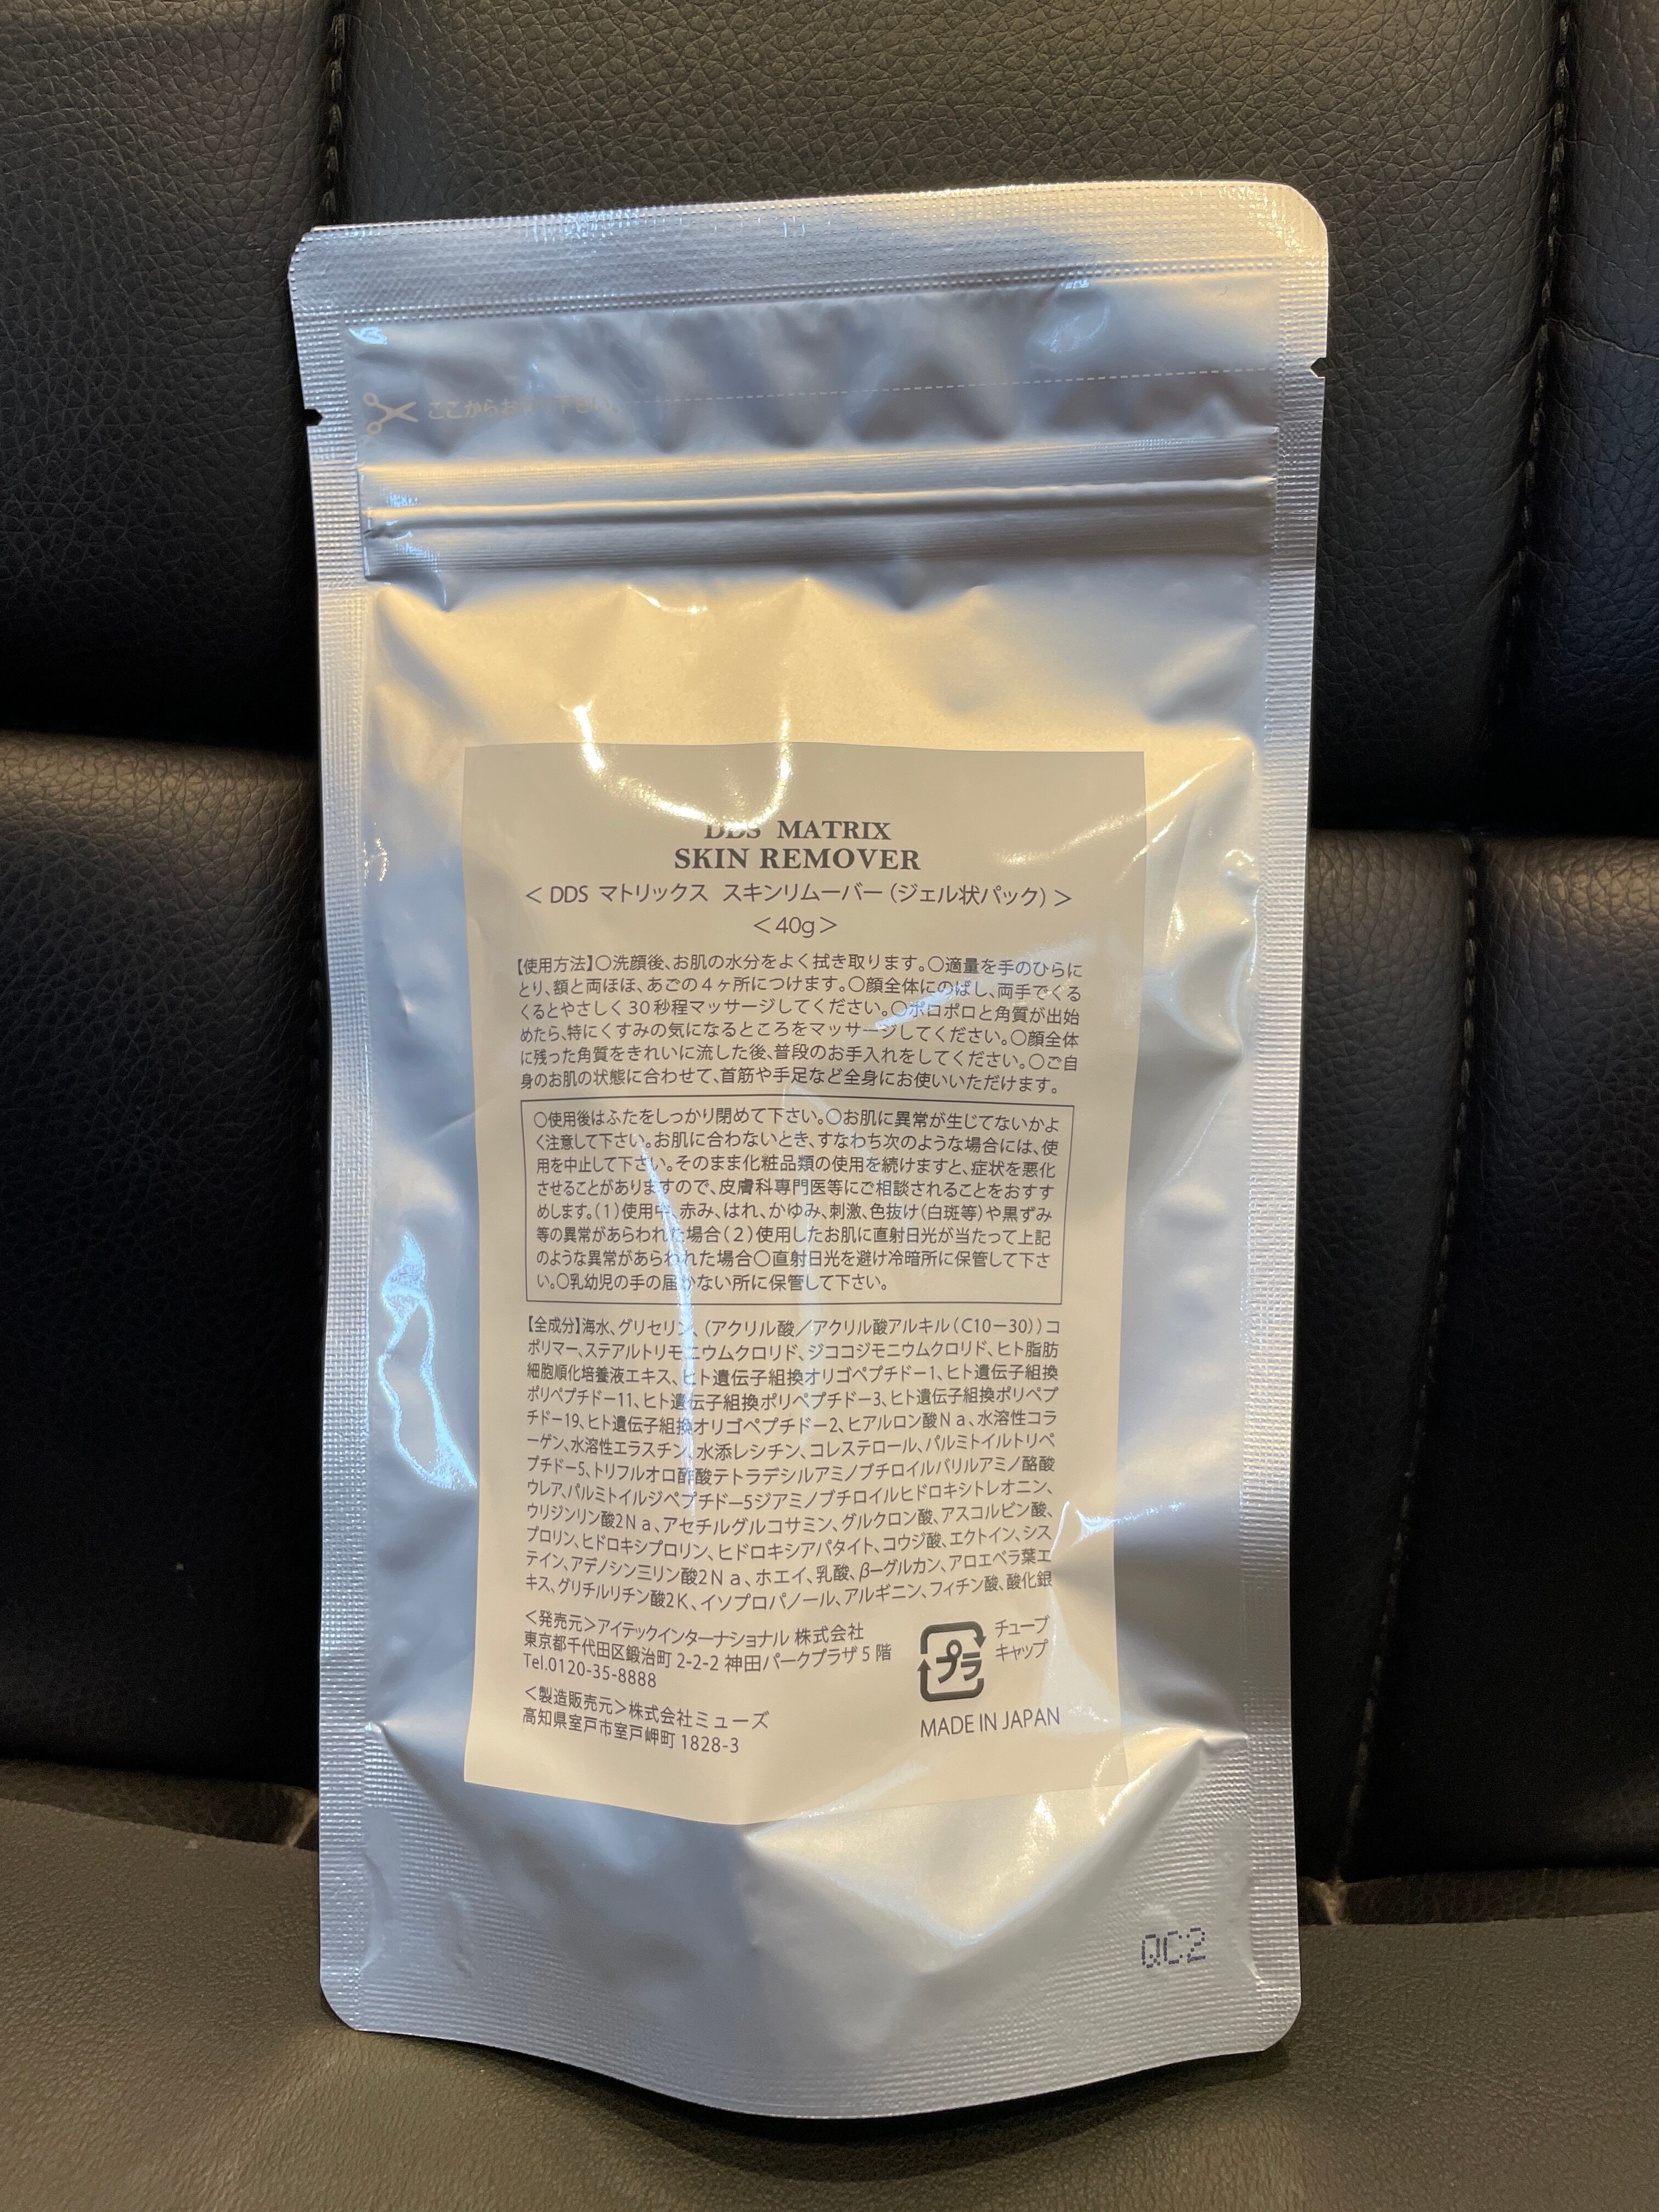 ここからお切り下さい。
DDS MATRIX
SKIN REMOVER
＜DDS マトリックス スキンリムーバー（ジェル状パック）＞
＜40g＞
【使用方法】〇洗顔後、お肌の水分をよく拭き取ります。〇適量を手のひらに
とり、額と両ほほ、あごの４ヶ所につけます。〇顔全体にのばし、両手でくる
くるとやさしく 30 秒程マッサージしてください。〇ポロポロと角質が出始
めたら、特にくすみの気になるところをマッサージしてください。〇顔全体
に残った角質をきれいに流した後、普段のお手入れをしてください。〇ご自
身のお肌の状態に合わせて、首筋や手足など全身にお使いいただけます。
〇使用後はふたをしっかり閉めて下さい。〇お肌に異常が生じてないかよ
く注意して下さい。お肌に合わないとき、すなわち次のような場合には、使
用を中止して下さい。そのまま化粧品類の使用を続けますと、症状を悪化
させることがありますので、皮膚科専門医等にご相談されることをおすす
めします。（1）使用中、赤み、はれ、かゆみ、刺激、色抜け（白斑等）や黒ずみ
等の異常があらわれた場合（2）使用したお肌に直射日光が当たって上記
のような異常があらわれた場合〇直射日光を避け冷暗所に保管して下さ
い。〇乳幼児の手の届かない所に保管して下さい。
【全成分】海水、グリセリン、（アクリル酸／アクリル酸アルキル（C10ー30））コ
ポリマー、ステアルトリモニウムクロリド、ジココジモニウムクロリド、ヒト脂肪
細胞順化培養液エキス、ヒト遺伝子組換オリゴペプチドー1、ヒト遺伝子組換
ポリペプチドー11、ヒト遺伝子組換ポリペプチドー3、ヒト遺伝子組換ポリペプ
チドー19、ヒト遺伝子組換オリゴペプチドー2、ヒアルロン酸Ｎａ、水溶性コラ
ーゲン、水溶性エラスチン、水添レシチン、コレステロール、パルミトイルトリペ
プチドー5、トリフルオロ酢酸テトラデシルアミノブチロイルバリルアミノ酪酸
ウレア、パルミトイルジペプチドー5ジアミノブチロイルヒドロキシトレオニン、
ウリジンリン酸2Ｎａ、アセチルグルコサミン、グルクロン酸、アスコルビン酸、
プロリン、ヒドロキシプロリン、ヒドロキシアパタイト、コウジ酸、エクトイン、シス
テイン、アデノシン三リン酸2Ｎａ、ホエイ、乳酸、βーグルカン、アロエベラ葉エ
キス、グリチルリチン酸2K、イソプロパノール、アルギニン、フィチン酸、酸化銀
＜発売元＞アイテックインターナショナル 株式会社
東京都千代田区鍛治町 2-2-2 神田パークプラザ 5 階
Tel.0120-35-8888
＜製造販売元＞株式会社ミューズ
高知県室戸市室戸岬町 1828-3
プラ
チューブ
キャップ
MADE IN JAPAN
QC2